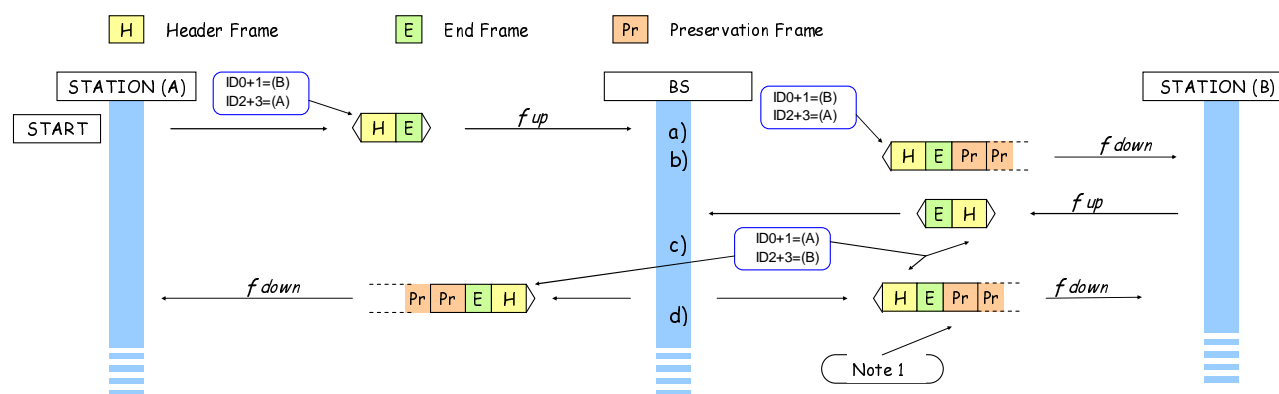 H Header Frame E End Frame Pr Preservation Frame
STATION (A) BS STATION (B)
ID0+1=(B)
ID2+3=(A)
ID0+1=(B)
ID2+3=(A)
START
H E
f up
a)
b)
H E Pr Pr
f down
E H
f up
c)
ID0+1=(A)
ID2+3=(B)
f down
Pr Pr E H
d)
H E Pr Pr
f down
Note 1